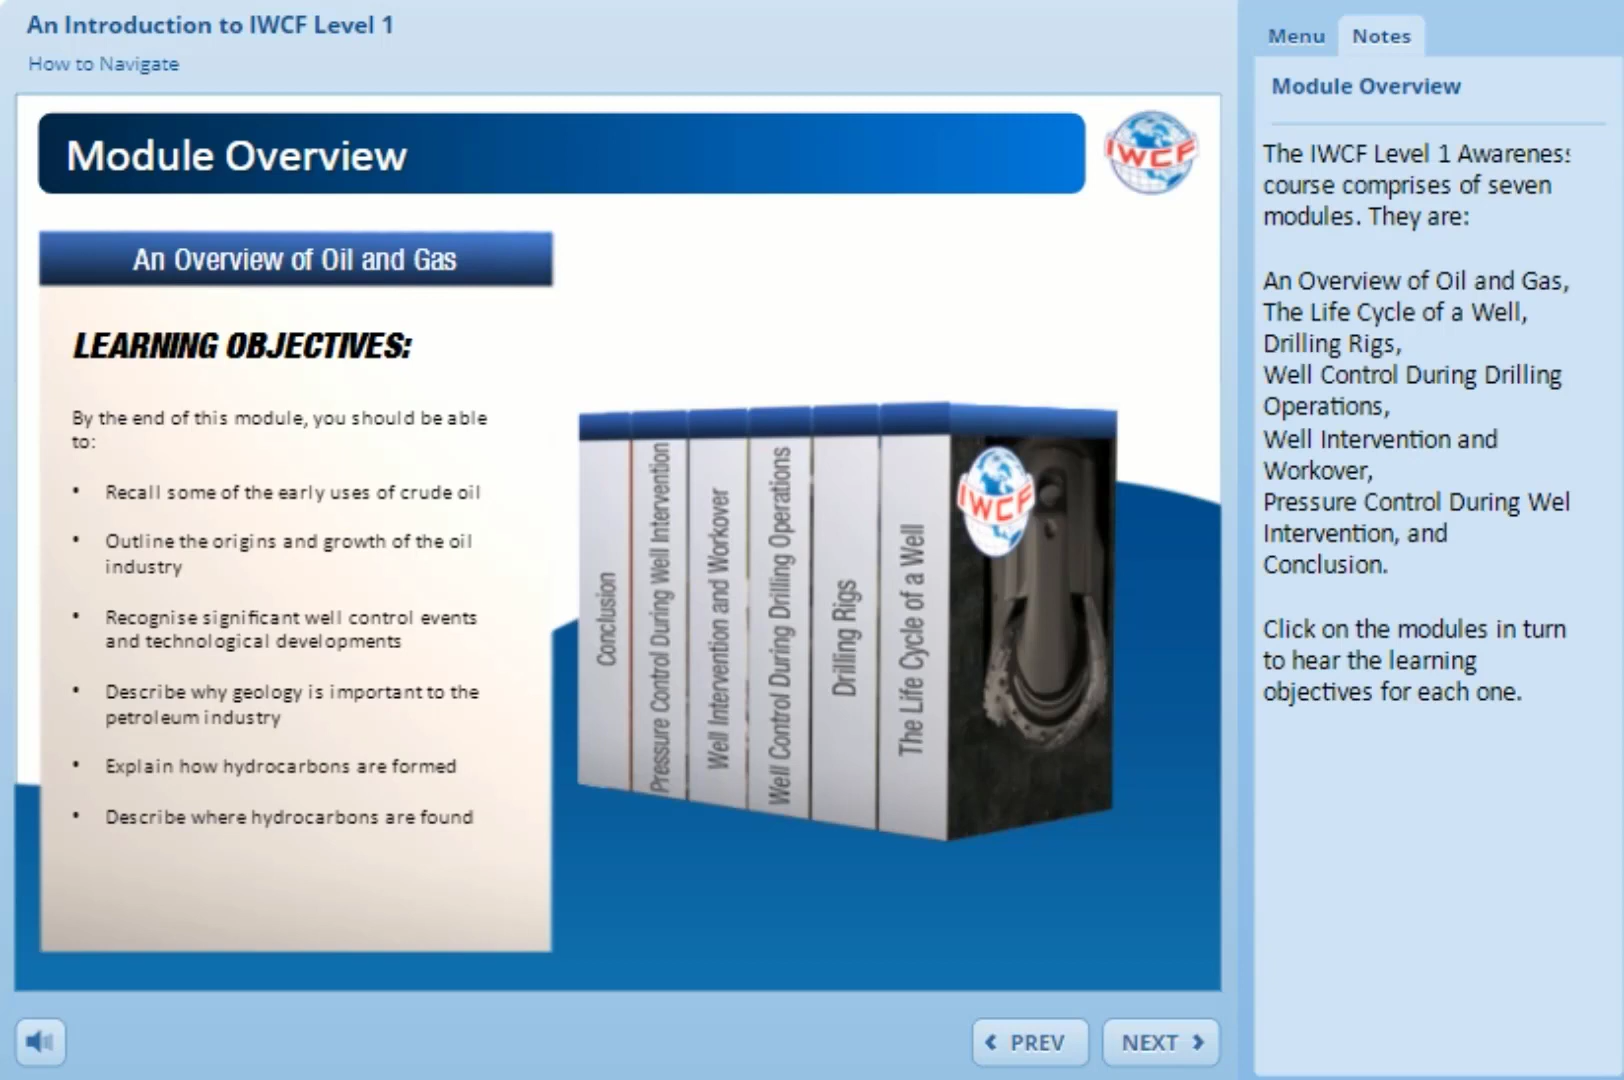 An Introduction to IWCF Level 1
How to Navigate
Module Overview
IWCF
An Overview of Oil and Gas
LEARNING OBJECTIVES:
By the end of this module, you should be able
to:
• Recall some of the early uses of crude oil
• Outline the origins and growth of the oil
industry
• Recognise significant well control events
and technological developments
• Describe why geology is important to the
petroleum industry
• Explain how hydrocarbons are formed
• Describe where hydrocarbons are found
Conclusion
Pressure Control During Well Intervention
Well Intervention and Workover
Well Control During Drilling Operations
Drilling Rigs
The Life Cycle of a Well
IWCF
PREV
NEXT
Menu
Notes
Module Overview
The IWCF Level 1 Awarenes
course comprises of seven
modules. They are:
An Overview of Oil and Gas,
The Life Cycle of a Well,
Drilling Rigs,
Well Control During Drilling
Operations,
Well Intervention and
Workover,
Pressure Control During Wel
Intervention, and
Conclusion.
Click on the modules in turn
to hear the learning
objectives for each one.